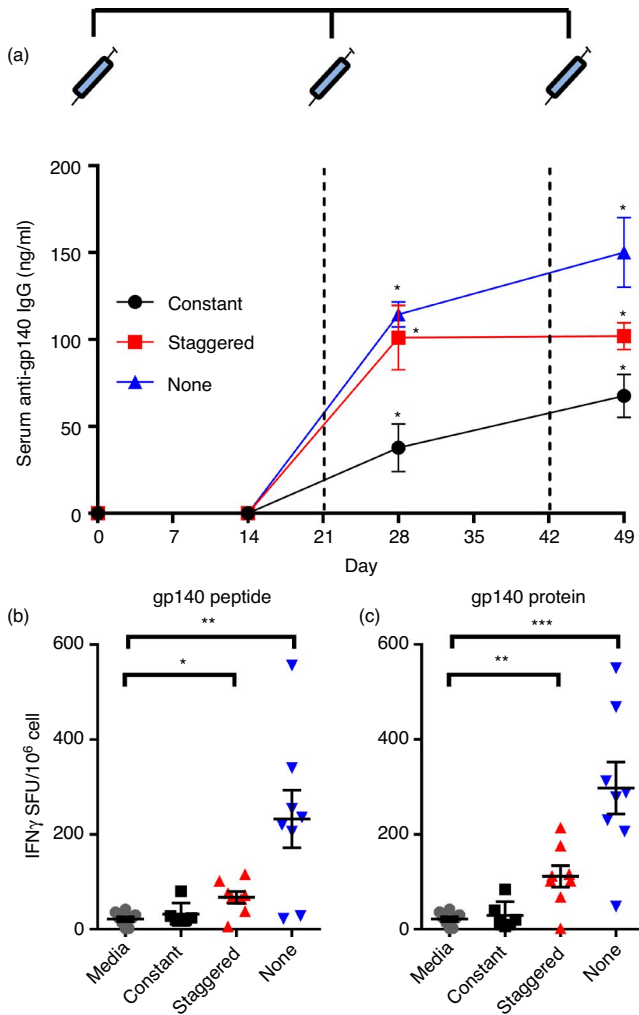 (a)
200
150
100
50
0
Serum anti-gp140 IgG (ng/ml)
Constant
Staggered
None
*
*
*
*
*
*
0 7 14 21 28 35 42 49
Day
(b) gp140 peptide
**
*
600
400
200
0
IFNγ SFU/10⁶ cell
Media Constant Staggered None
(c) gp140 protein
***
**
600
400
200
0
Media Constant Staggered None